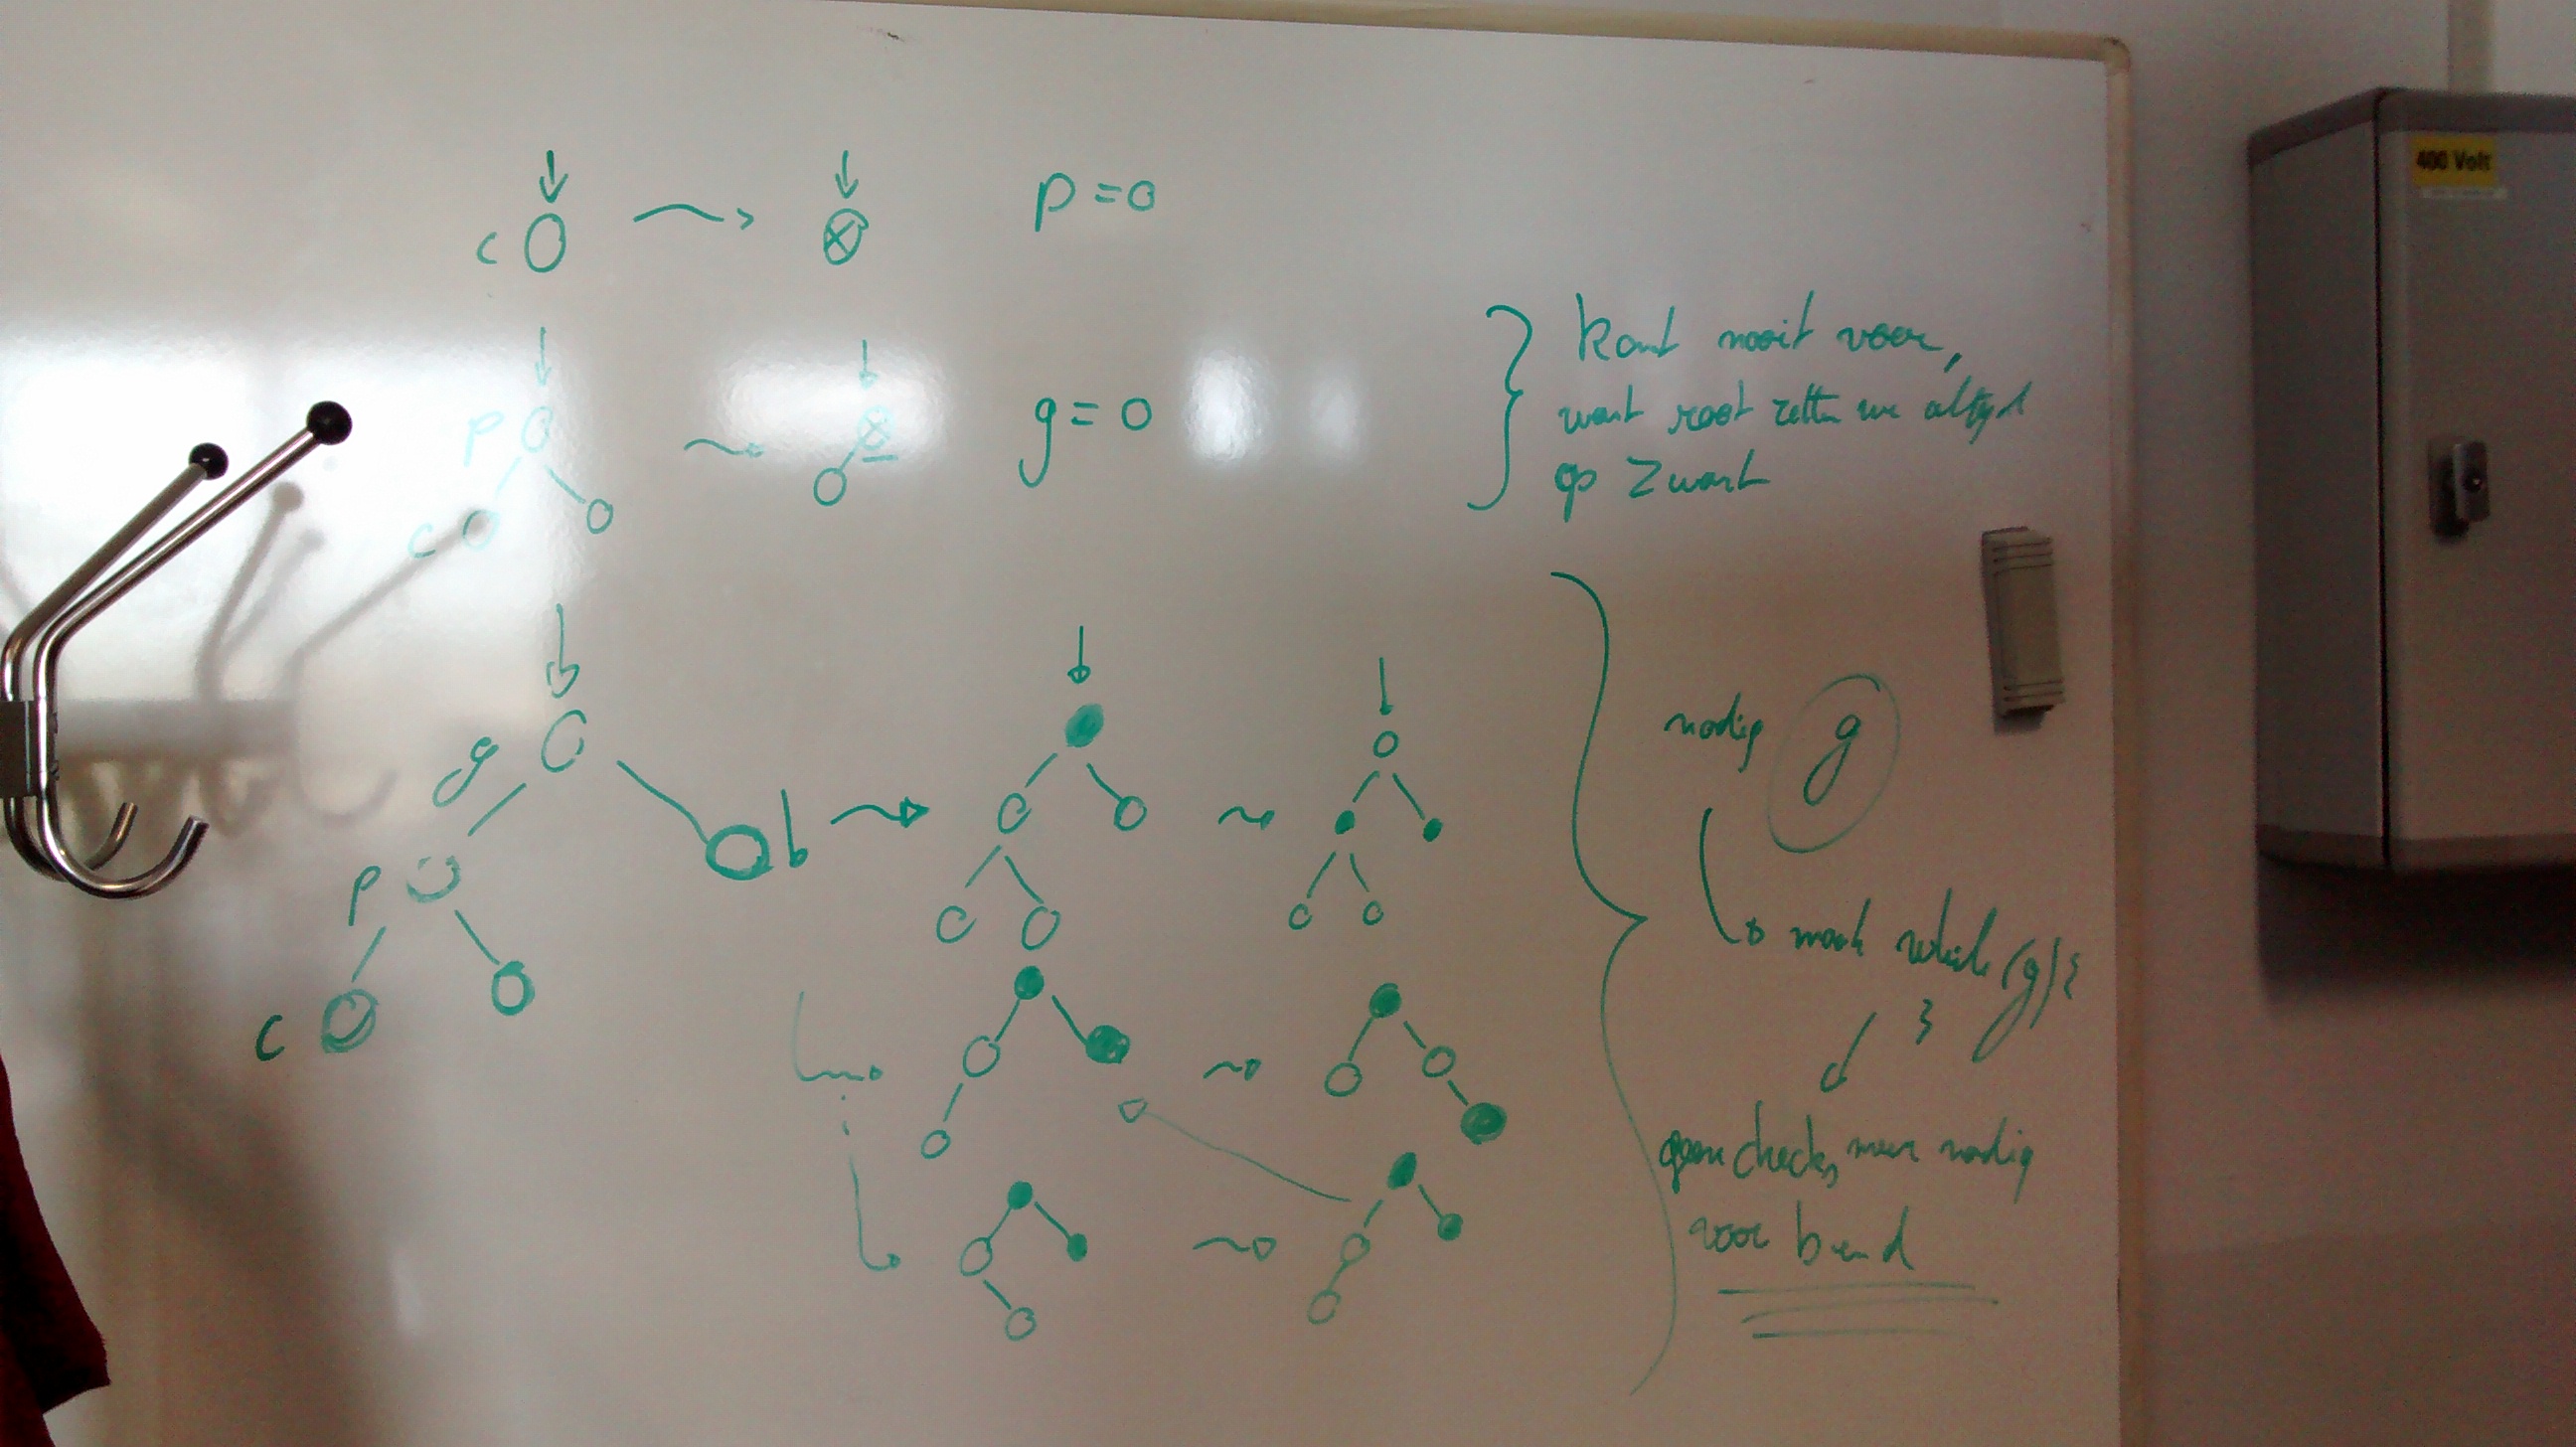 400 Volt
c
p = 0
p
c
g = 0
komt nooit voor,
want root zetten we altijd
op zwart
g
b
p
c
nodig g
maak while (g) {
}
geen checks meer nodig
voor b en d